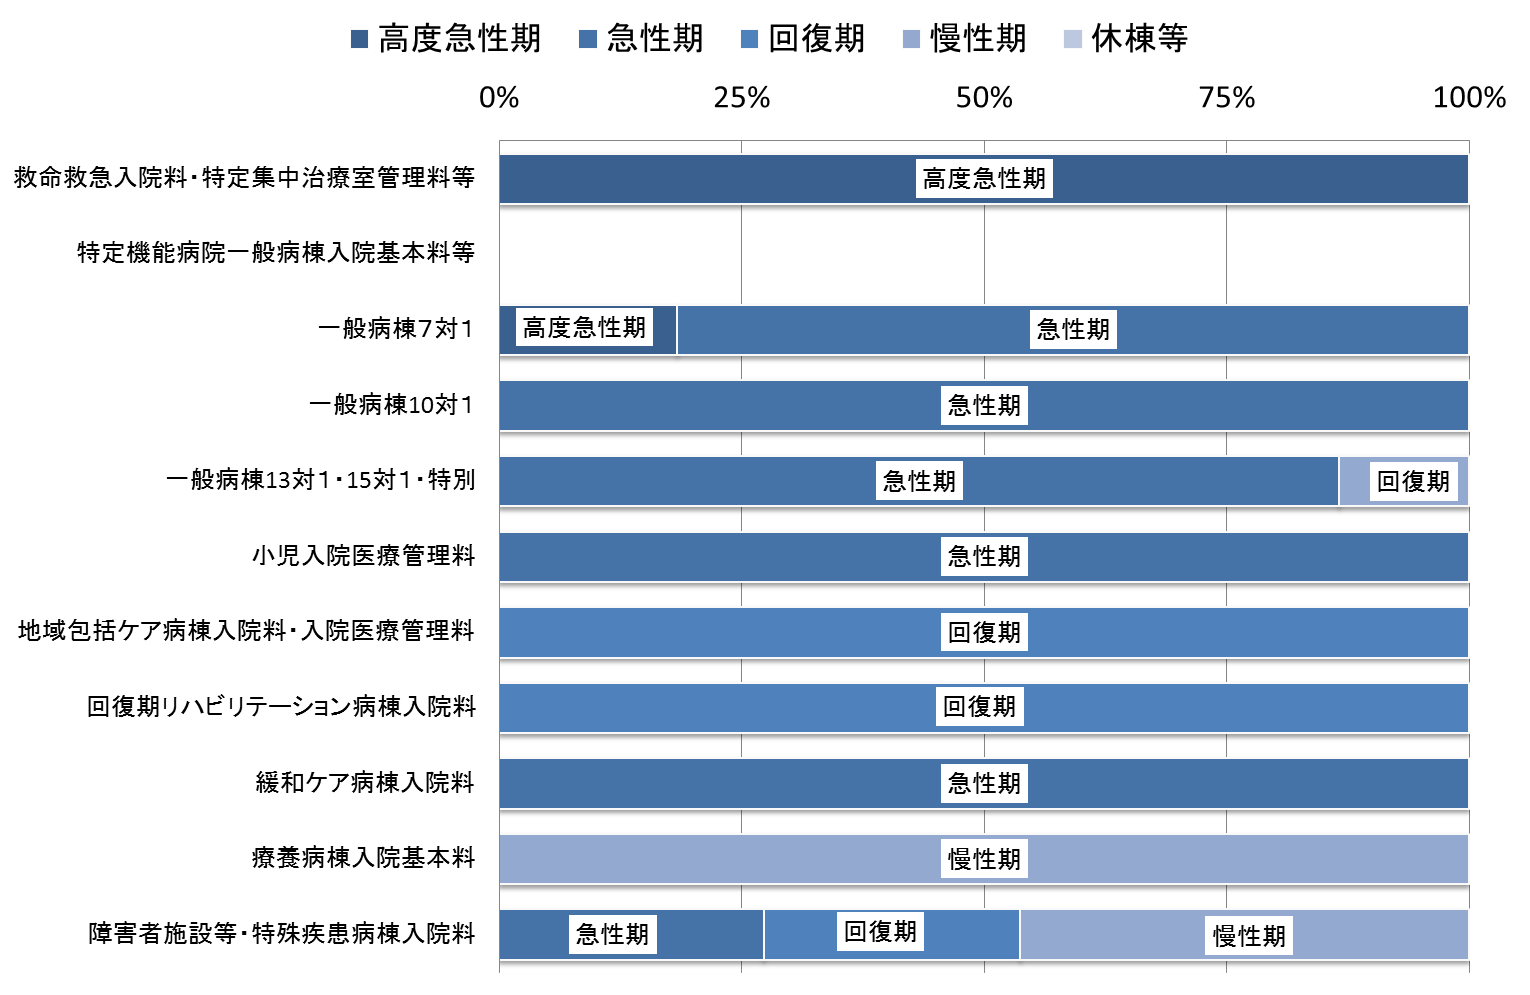 高度急性期 急性期 回復期 慢性期 休棟等
0% 25% 50% 75% 100%
救命救急入院料・特定集中治療室管理料等 高度急性期
特定機能病院一般病棟入院基本料等
一般病棟７対１ 高度急性期 急性期
一般病棟10対１ 急性期
一般病棟13対１・15対１・特別 急性期 回復期
小児入院医療管理料 急性期
地域包括ケア病棟入院料・入院医療管理料 回復期
回復期リハビリテーション病棟入院料 回復期
緩和ケア病棟入院料 急性期
療養病棟入院基本料 慢性期
障害者施設等・特殊疾患病棟入院料 急性期 回復期 慢性期